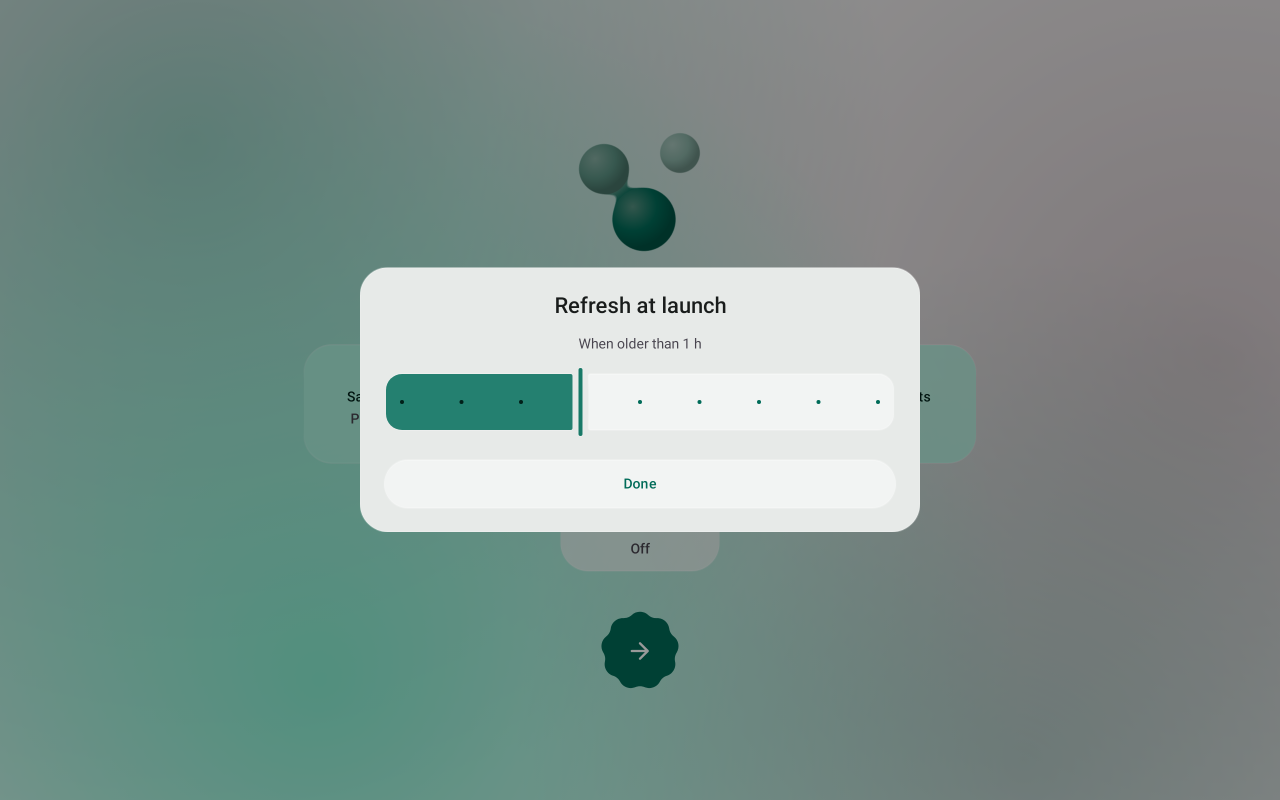 Refresh at launch
When older than 1 h
Done
Off